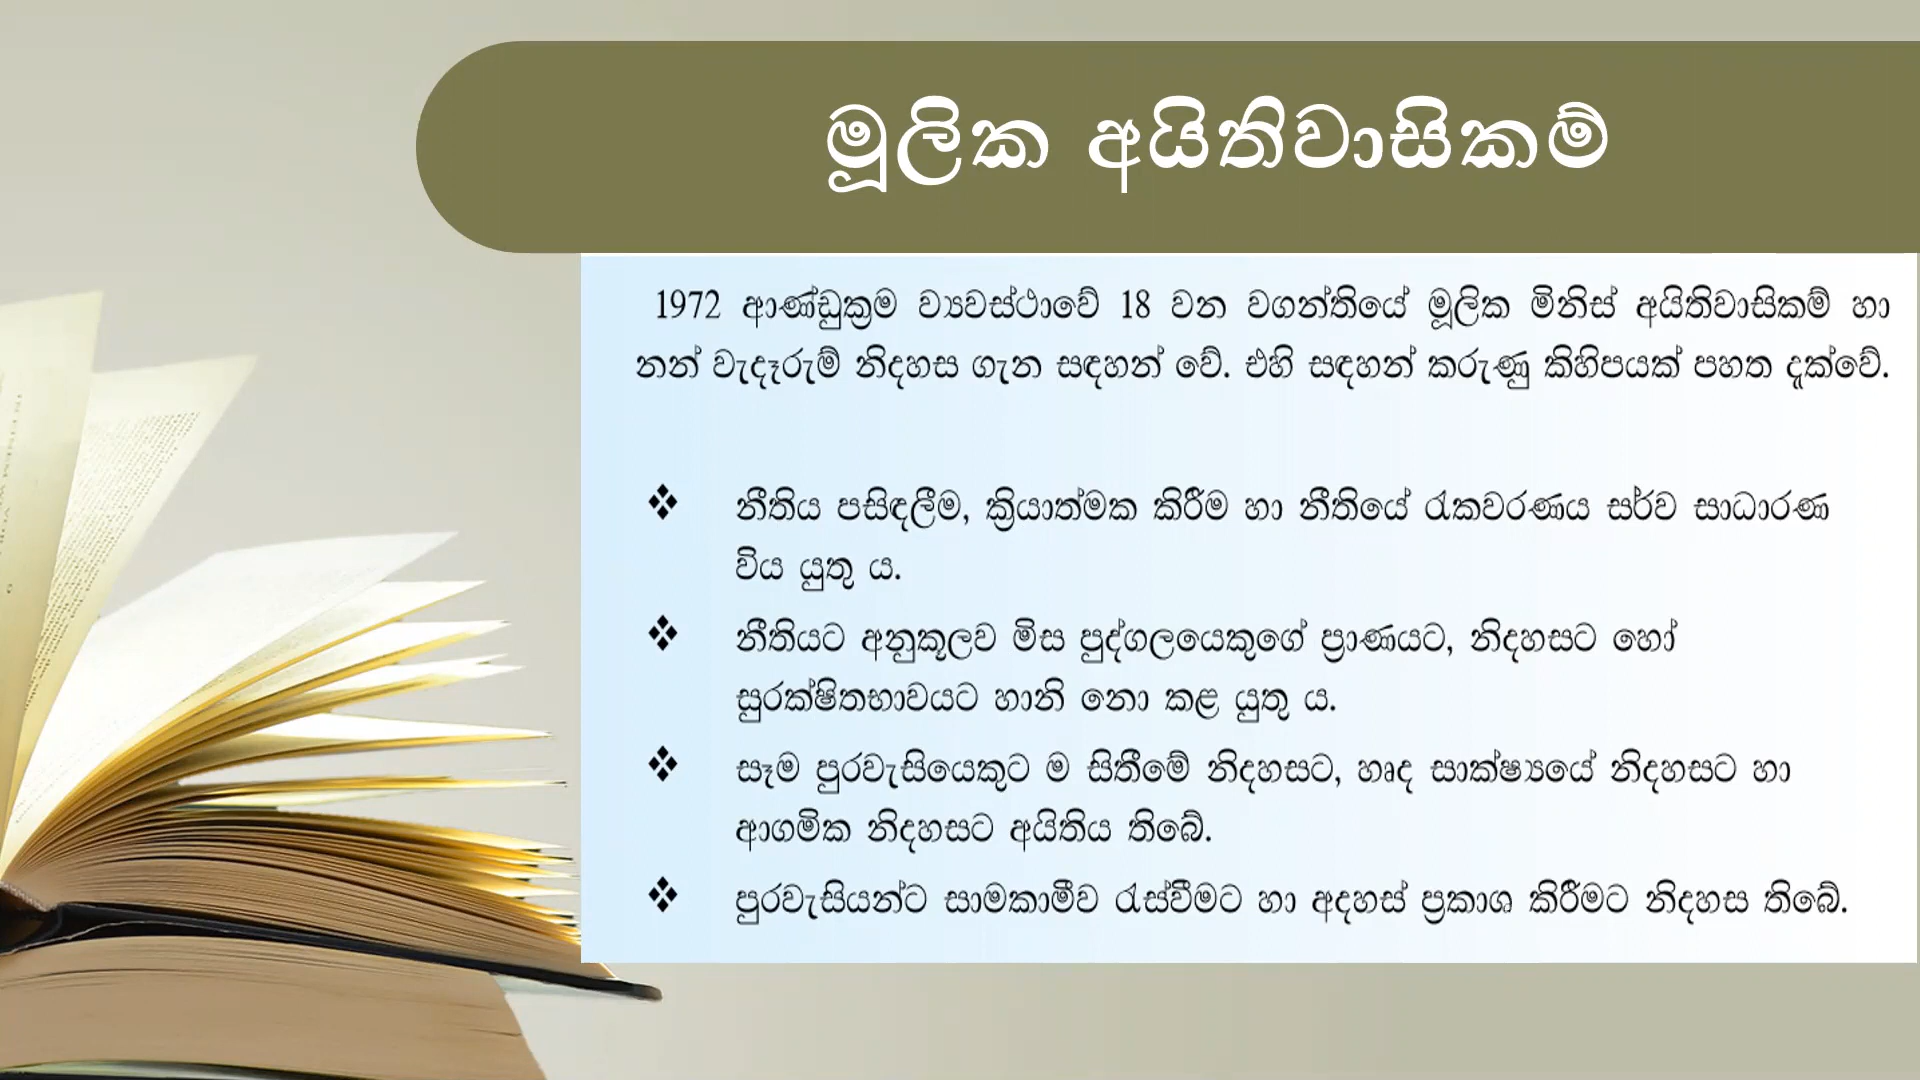 මූලික අයිතිවාසිකම්
1972 ආණ්ඩුක්‍රම ව්‍යවස්ථාවේ 18 වන වගන්තියේ මූලික මිනිස් අයිතිවාසිකම් හා
නන් වැදෑරුම් නිදහස ගැන සඳහන් වේ. එහි සඳහන් කරුණු කිහිපයක් පහත දැක්වේ.
❖ නීතිය පසිඳලීම, ක්‍රියාත්මක කිරීම හා නීතියේ රැකවරණය සර්ව සාධාරණ
විය යුතු ය.
❖ නීතියට අනුකූලව මිස පුද්ගලයෙකුගේ ප්‍රාණයට, නිදහසට හෝ
සුරක්ෂිතභාවයට හානි නො කළ යුතු ය.
❖ සෑම පුරවැසියෙකුට ම සිතීමේ නිදහසට, හෘද සාක්ෂ්‍යයේ නිදහසට හා
ආගමික නිදහසට අයිතිය තිබේ.
❖ පුරවැසියන්ට සාමකාමීව රැස්වීමට හා අදහස් ප්‍රකාශ කිරීමට නිදහස තිබේ.